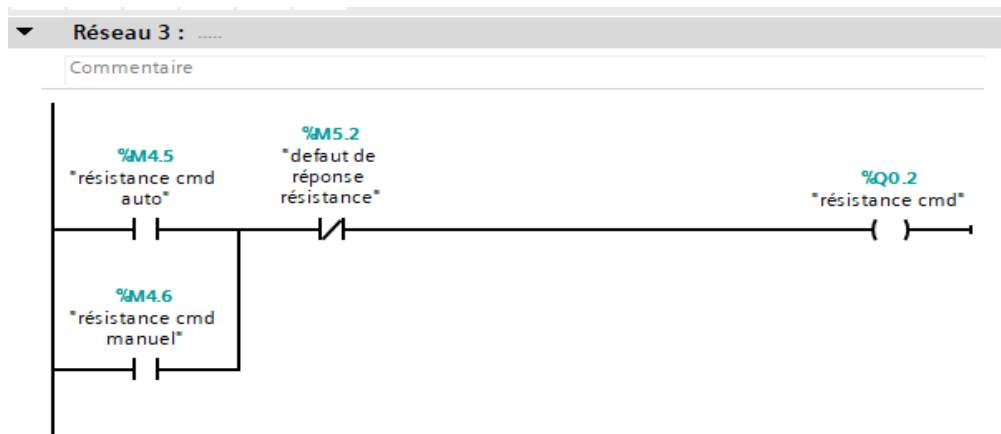 Réseau 3 : .....
Commentaire
%M4.5
"résistance cmd
auto"
%M5.2
"defaut de
réponse
résistance"
%Q0.2
"résistance cmd"
%M4.6
"résistance cmd
manuel"